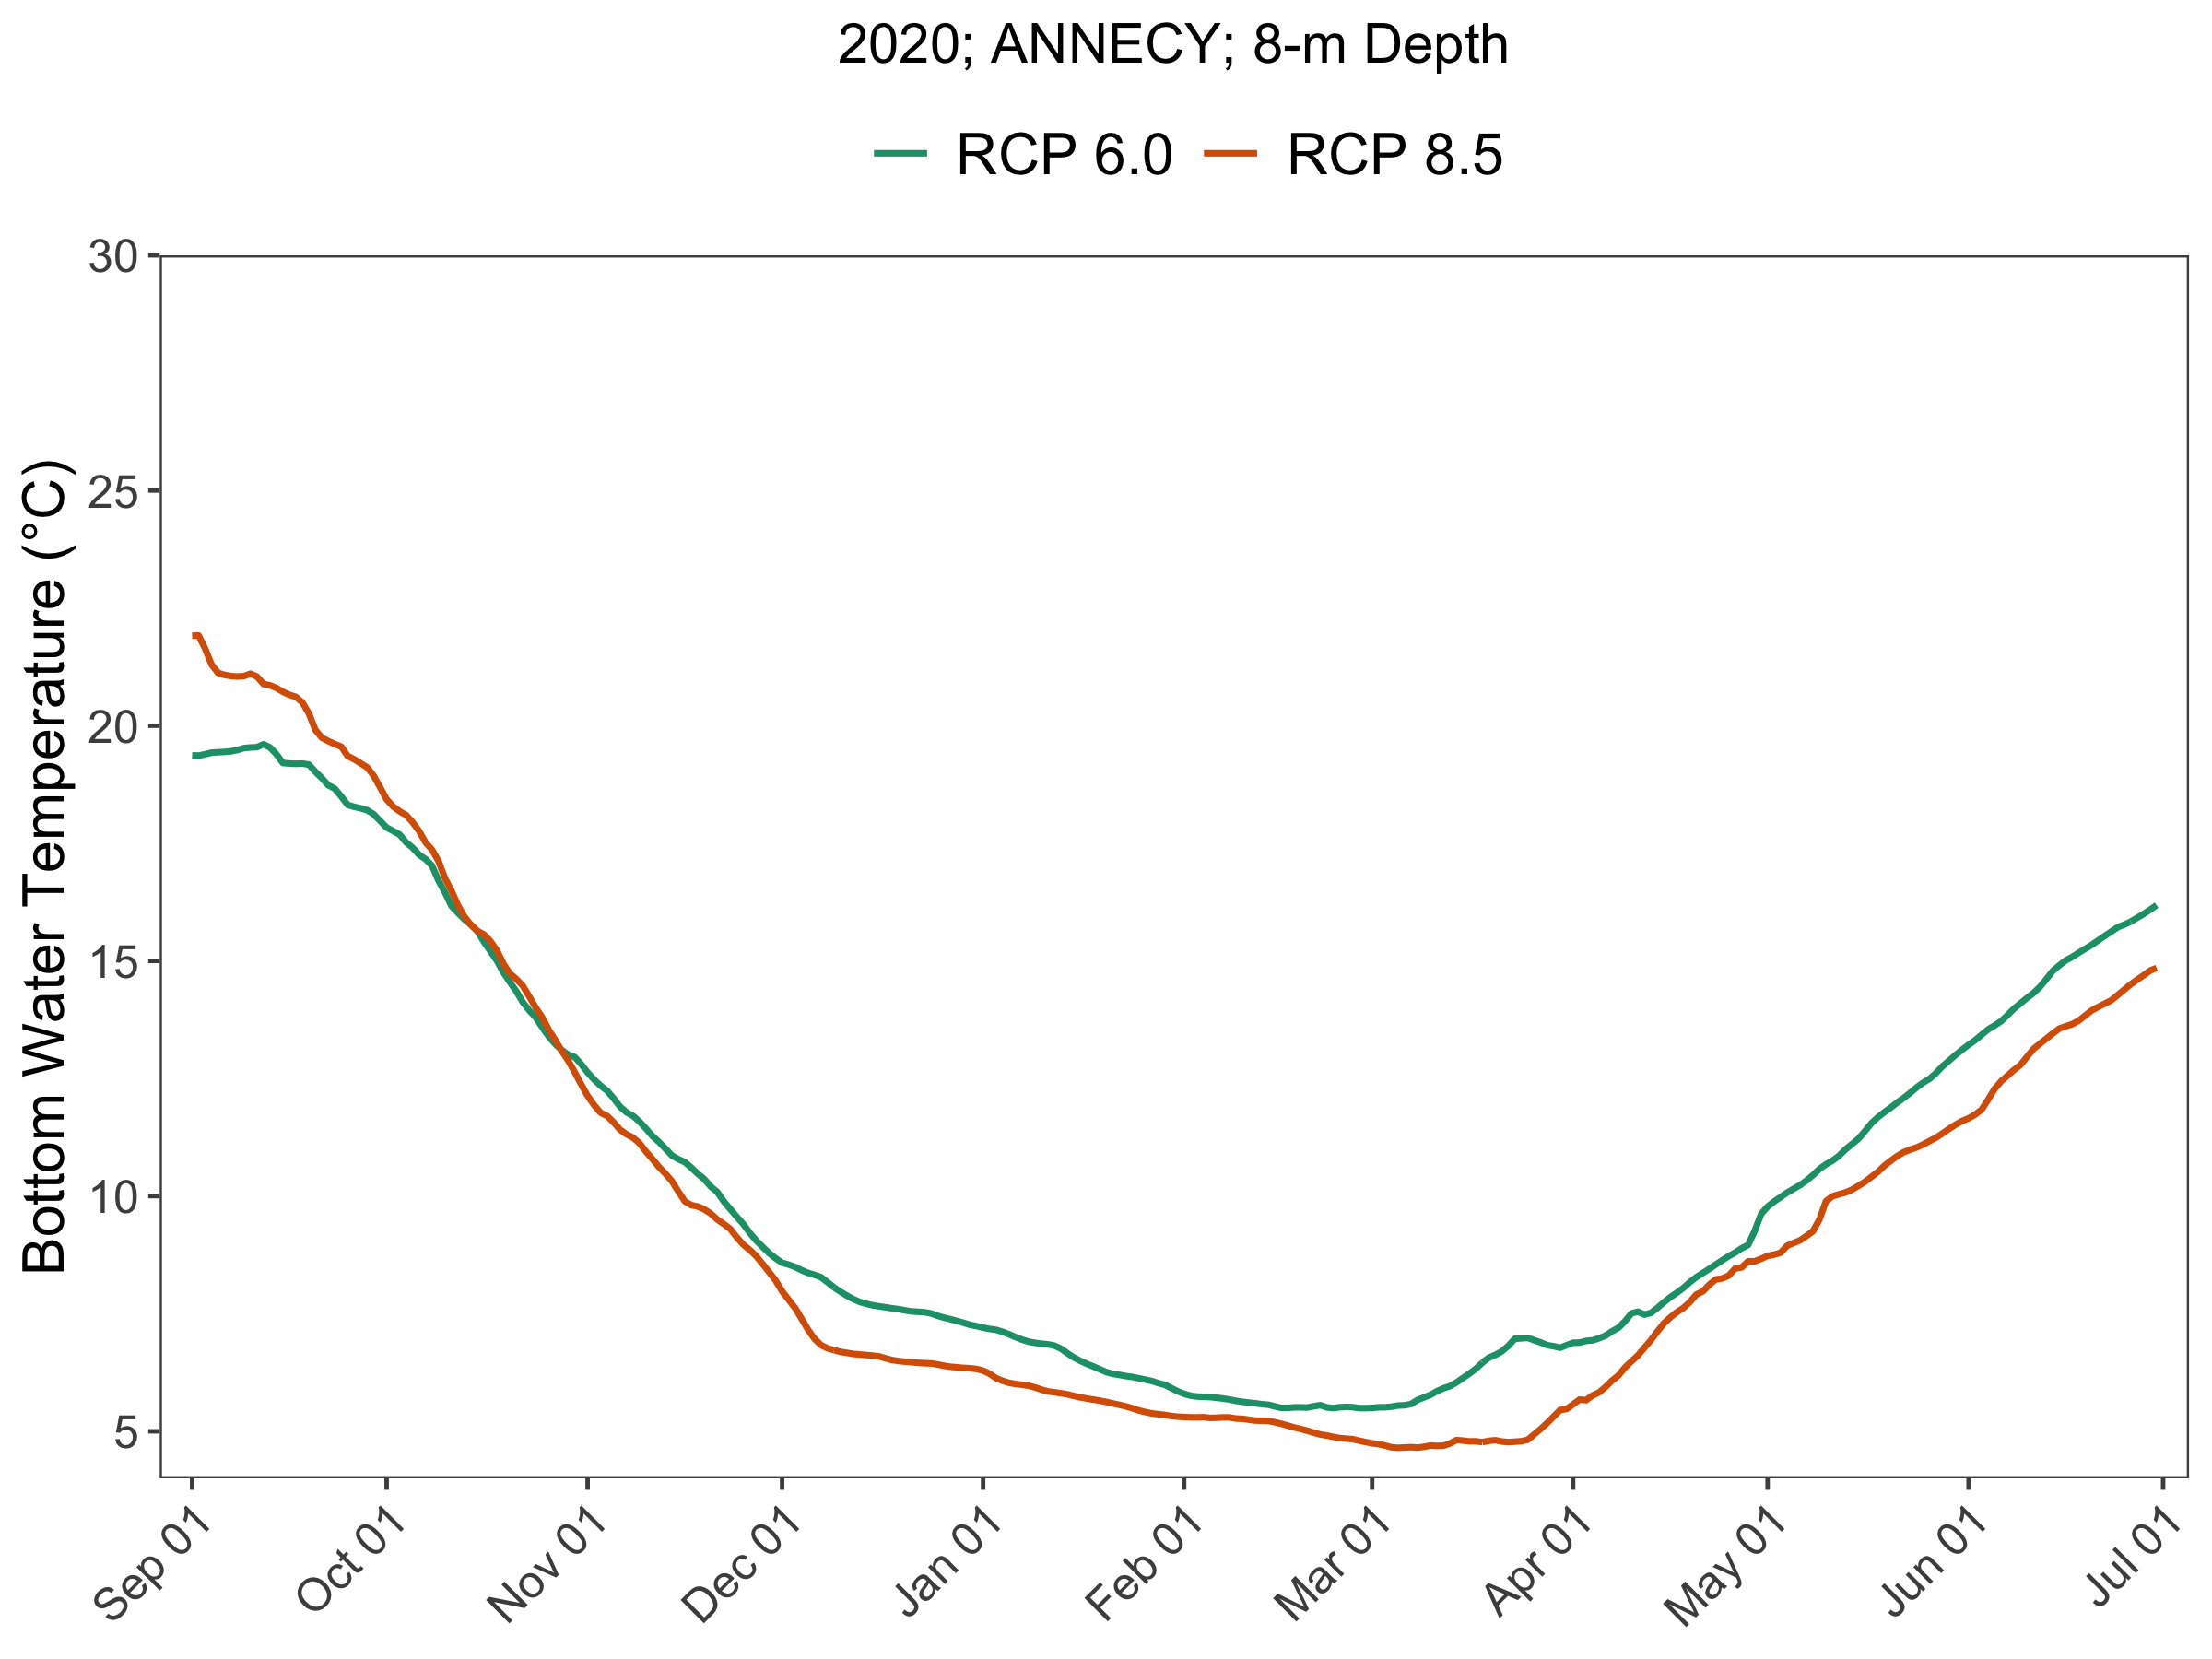 2020; ANNECY; 8-m Depth
RCP 6.0 RCP 8.5
Bottom Water Temperature (°C)
30
25
20
15
10
5
Sep 01 Oct 01 Nov 01 Dec 01 Jan 01 Feb 01 Mar 01 Apr 01 May 01 Jun 01 Jul 01